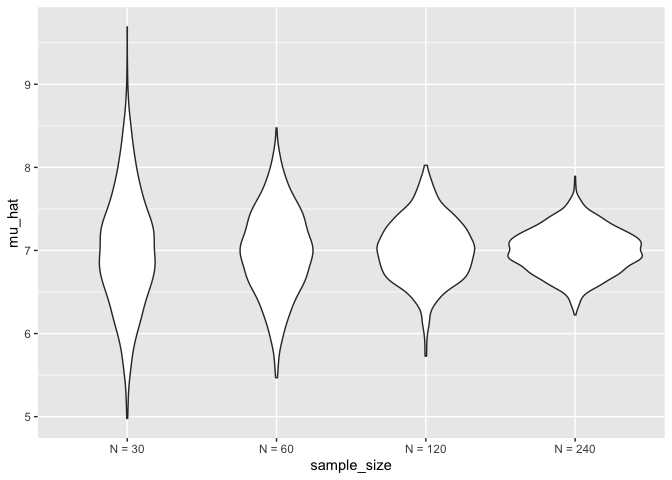 mu_hat
9
8
7
6
5
N = 30
N = 60
N = 120
N = 240
sample_size